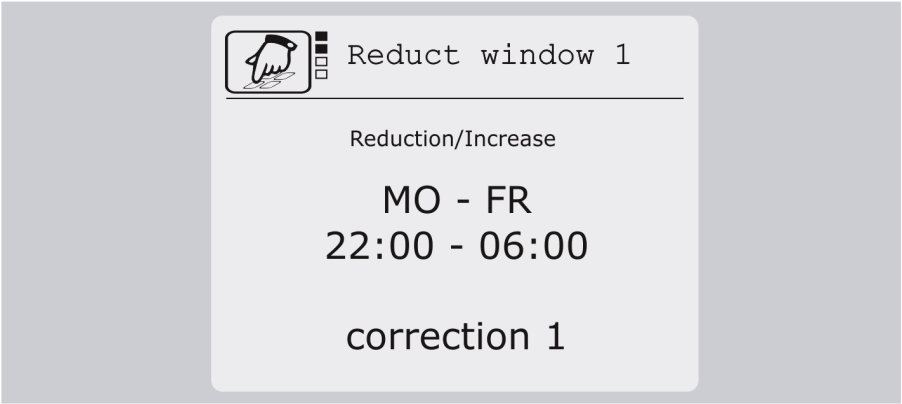 Reduct window 1
Reduction/Increase
MO - FR
22:00 - 06:00
correction 1